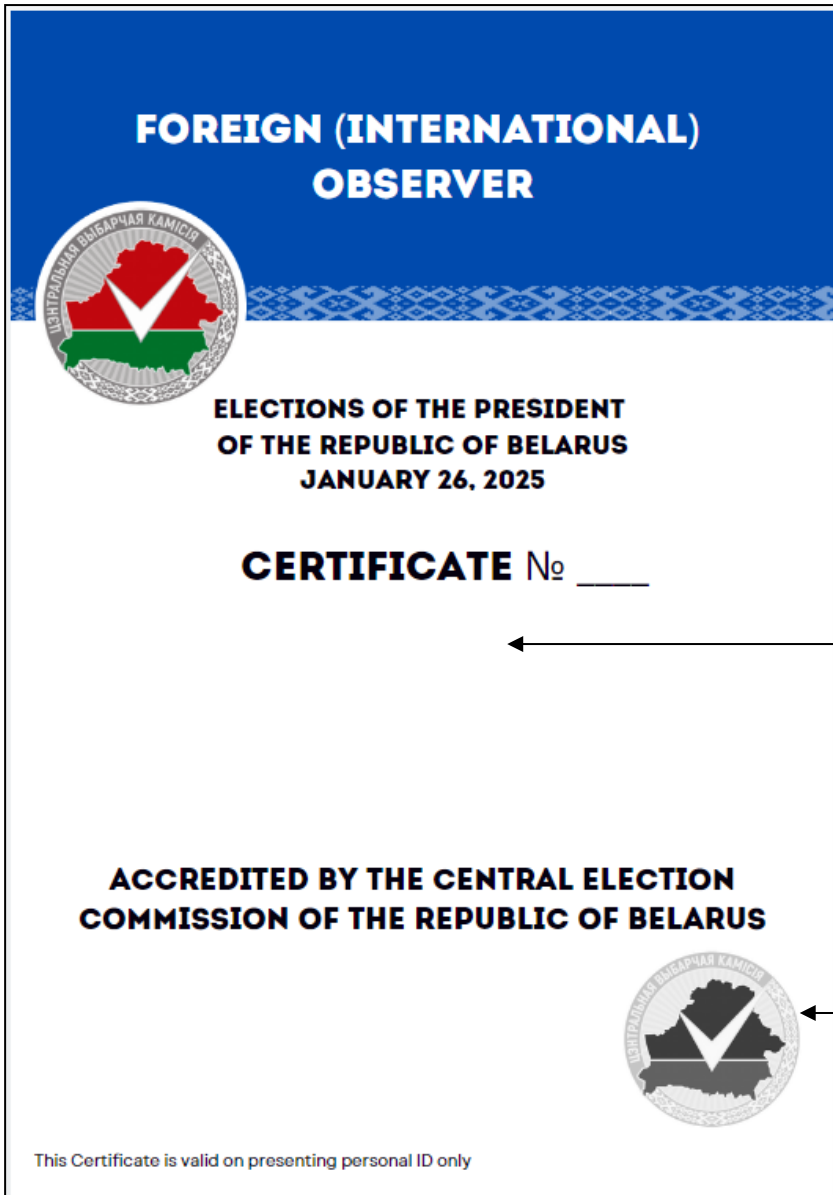 FOREIGN (INTERNATIONAL)
OBSERVER
ЦЭНТРАЛЬНАЯ ВЫБАРЧАЯ КАМІСІЯ
ELECTIONS OF THE PRESIDENT
OF THE REPUBLIC OF BELARUS
JANUARY 26, 2025
CERTIFICATE № ____
ACCREDITED BY THE CENTRAL ELECTION
COMMISSION OF THE REPUBLIC OF BELARUS
ЦЭНТРАЛЬНАЯ ВЫБАРЧАЯ КАМІСІЯ
This Certificate is valid on presenting personal ID only